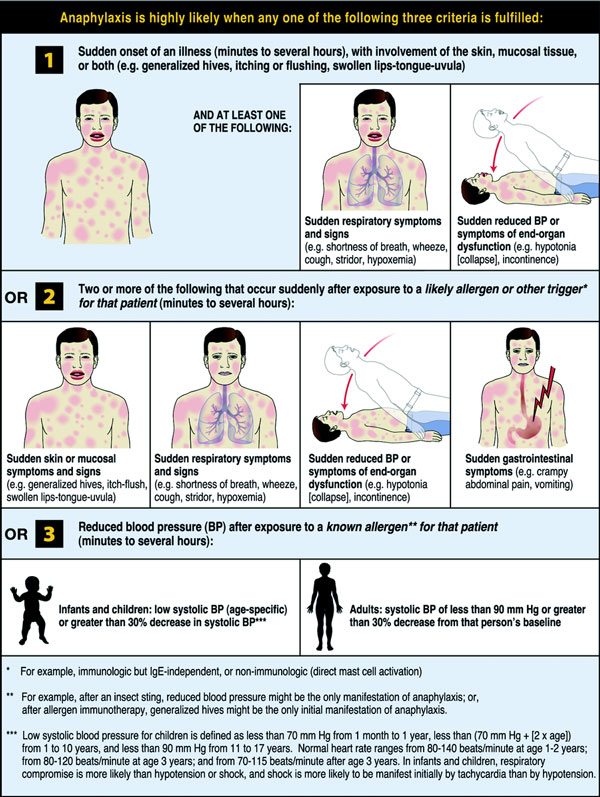 Anaphylaxis is highly likely when any one of the following three criteria is fulfilled:
1
Sudden onset of an illness (minutes to several hours), with involvement of the skin, mucosal tissue,
or both (e.g. generalized hives, itching or flushing, swollen lips-tongue-uvula)
AND AT LEAST ONE
OF THE FOLLOWING:
Sudden respiratory symptoms
and signs
(e.g. shortness of breath, wheeze,
cough, stridor, hypoxemia)
Sudden reduced BP or
symptoms of end-organ
dysfunction (e.g. hypotonia
[collapse], incontinence)
OR 2
Two or more of the following that occur suddenly after exposure to a likely allergen or other trigger*
for that patient (minutes to several hours):
Sudden skin or mucosal
symptoms and signs
(e.g. generalized hives, itch-flush,
swollen lips-tongue-uvula)
Sudden respiratory symptoms
and signs
(e.g. shortness of breath, wheeze,
cough, stridor, hypoxemia)
Sudden reduced BP or
symptoms of end-organ
dysfunction (e.g. hypotonia
[collapse], incontinence)
Sudden gastrointestinal
symptoms (e.g. crampy
abdominal pain, vomiting)
OR 3
Reduced blood pressure (BP) after exposure to a known allergen** for that patient
(minutes to several hours):
Infants and children: low systolic BP (age-specific)
or greater than 30% decrease in systolic BP***
Adults: systolic BP of less than 90 mm Hg or greater
than 30% decrease from that person's baseline
* For example, immunologic but IgE-independent, or non-immunologic (direct mast cell activation)
** For example, after an insect sting, reduced blood pressure might be the only manifestation of anaphylaxis; or,
after allergen immunotherapy, generalized hives might be the only initial manifestation of anaphylaxis.
*** Low systolic blood pressure for children is defined as less than 70 mm Hg from 1 month to 1 year, less than (70 mm Hg + [2 x age])
from 1 to 10 years, and less than 90 mm Hg from 11 to 17 years. Normal heart rate ranges from 80-140 beats/minute at age 1-2 years;
from 80-120 beats/minute at age 3 years; and from 70-115 beats/minute after age 3 years. In infants and children, respiratory
compromise is more likely than hypotension or shock, and shock is more likely to be manifest initially by tachycardia than by hypotension.